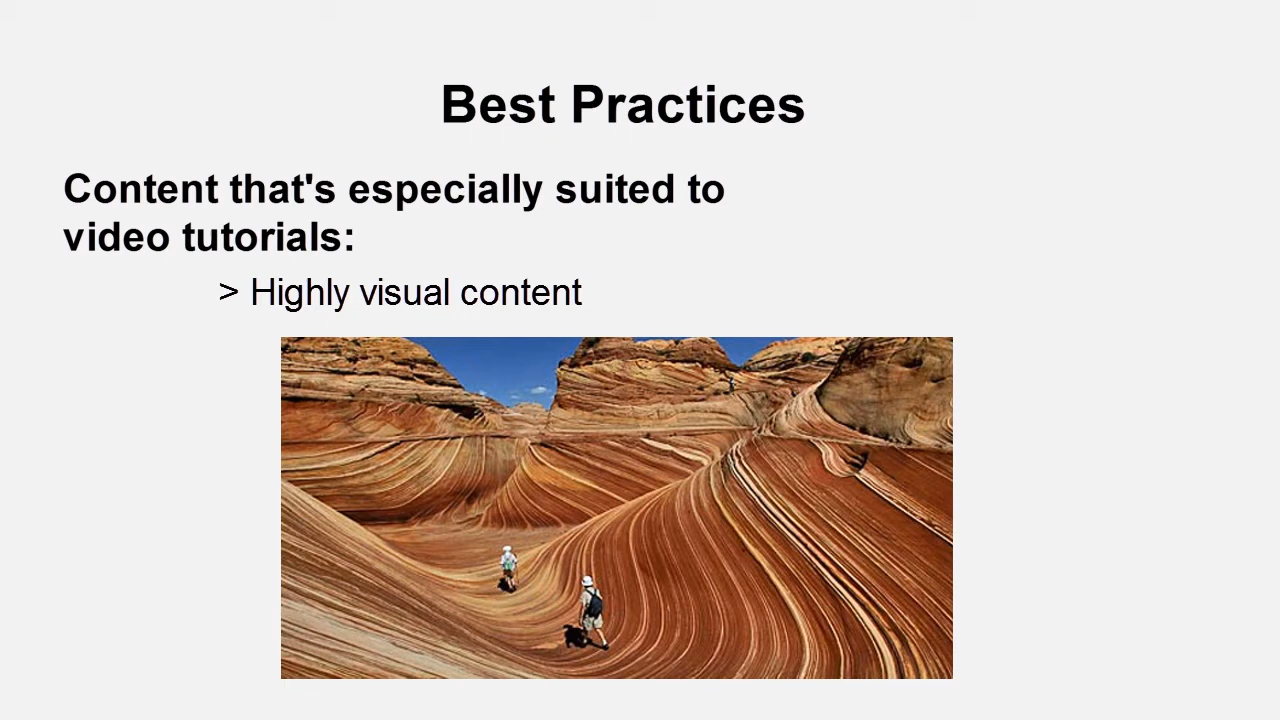 Best Practices
Content that's especially suited to
video tutorials:
> Highly visual content